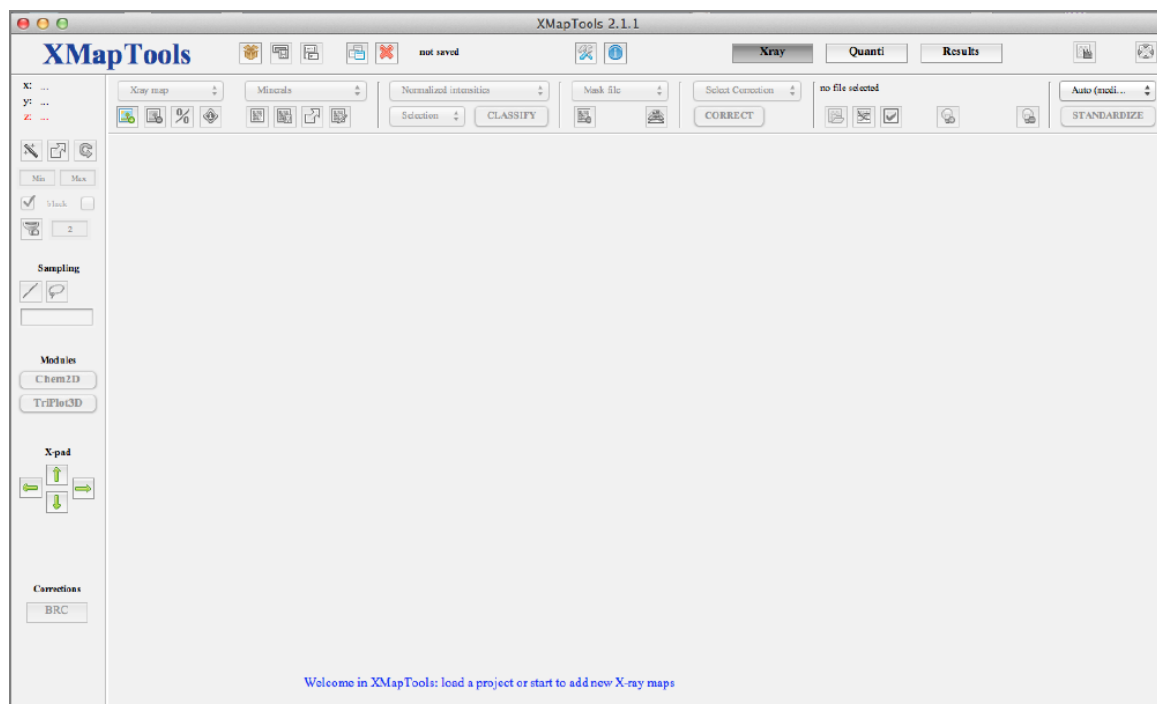 XMapTools 2.1.1
XMapTools
not saved
Xray
Quanti
Results
X: ...
y: ...
z: ...
Xray map
Minerals
Normalized intensities
Mask file
Select Correction
no file selected
Auto (medi...
Selection
CLASSIFY
CORRECT
STANDARDIZE
Min
Max
Mask
2
Sampling
Modules
Chem2D
TriPlot3D
X-pad
Corrections
BRC
Welcome in XMapTools: load a project or start to add new X-ray maps